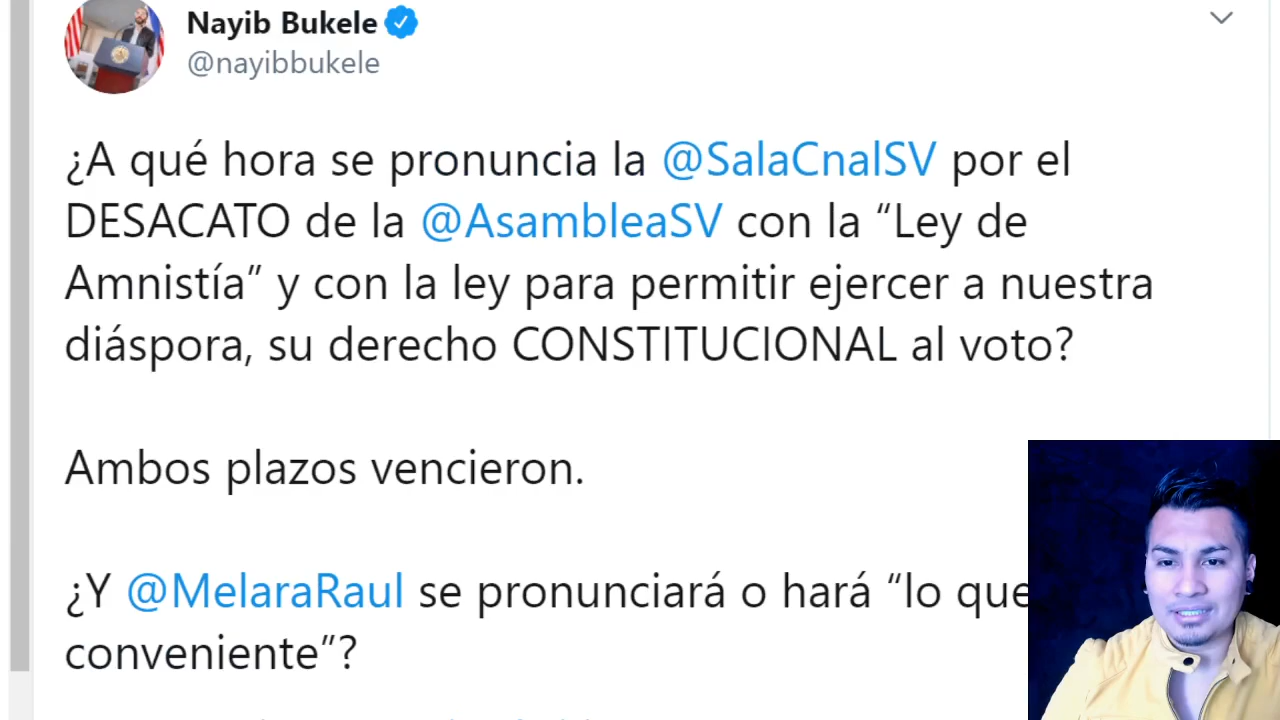 Nayib Bukele
@nayibbukele
¿A qué hora se pronuncia la @SalaCnalSV por el
DESACATO de la @AsambleaSV con la “Ley de
Amnistía” y con la ley para permitir ejercer a nuestra
diáspora, su derecho CONSTITUCIONAL al voto?
Ambos plazos vencieron.
¿Y @MelaraRaul se pronunciará o hará “lo que
conveniente”?